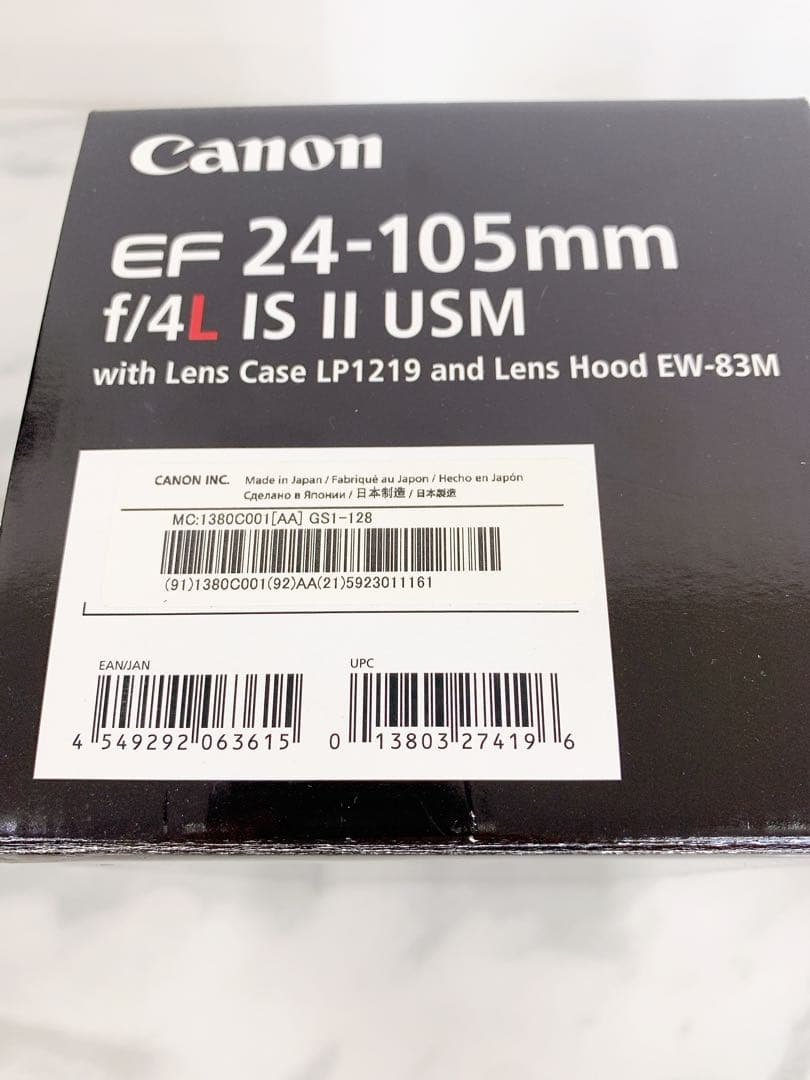 Canon
EF 24-105mm
f/4L IS II USM
with Lens Case LP1219 and Lens Hood EW-83M
CANON INC. Made in Japan / Fabriqué au Japon / Hecho en Japón
Сделано в Японии / 日本制造 / 日本製造
MC:1380C001[AA] GS1-128
(91)1380C001(92)AA(21)5923011161
EAN/JAN
4 549292 063615
UPC
0 13803 27419 6